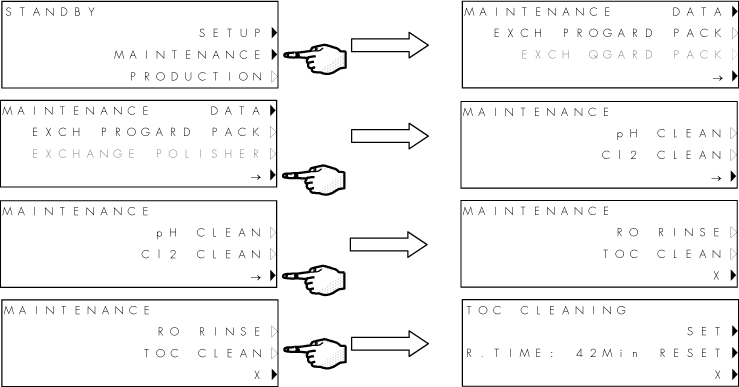 STANDBY
SETUP
MAINTENANCE
PRODUCTION
MAINTENANCE DATA
EXCH PROGARD PACK
EXCH QGARD PACK
→
MAINTENANCE DATA
EXCH PROGARD PACK
EXCHANGE POLISHER
→
MAINTENANCE
pH CLEAN
Cl2 CLEAN
→
MAINTENANCE
pH CLEAN
Cl2 CLEAN
→
MAINTENANCE
RO RINSE
TOC CLEAN
X
MAINTENANCE
RO RINSE
TOC CLEAN
X
TOC CLEANING
SET
R.TIME: 42Min RESET
X